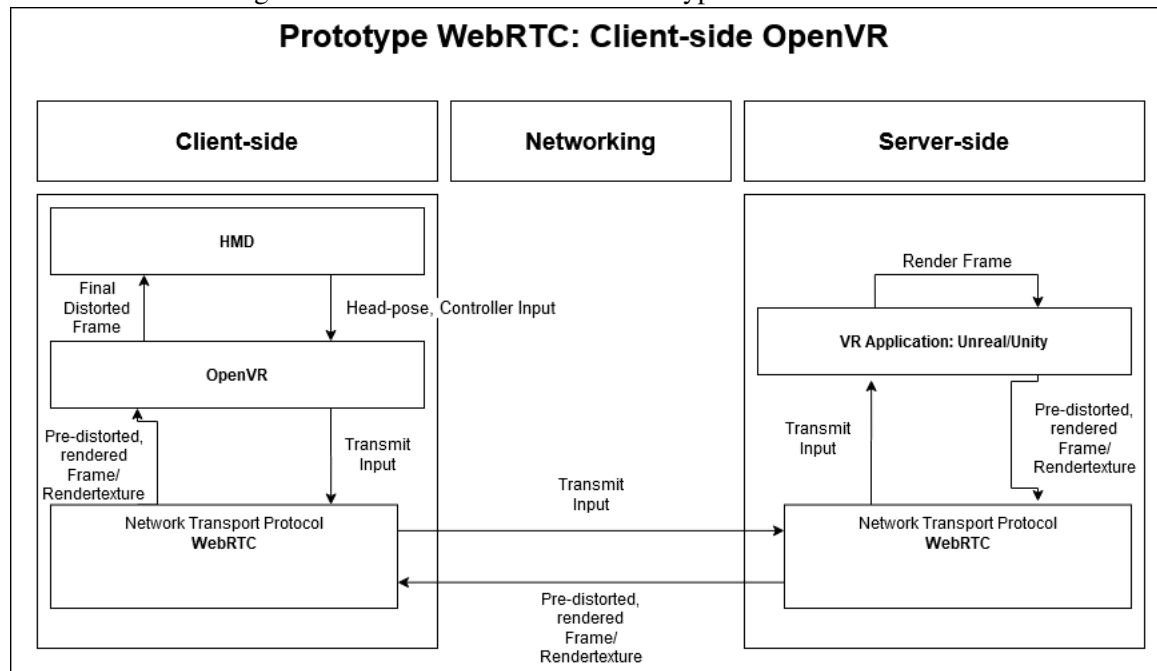 Prototype WebRTC: Client-side OpenVR
Client-side
Networking
Server-side
HMD
Final
Distorted
Frame
Head-pose, Controller Input
OpenVR
Pre-distorted,
rendered
Frame/
Rendertexture
Transmit
Input
Network Transport Protocol
WebRTC
Transmit
Input
Pre-distorted,
rendered
Frame/
Rendertexture
Render Frame
VR Application: Unreal/Unity
Transmit
Input
Pre-distorted,
rendered
Frame/
Rendertexture
Network Transport Protocol
WebRTC